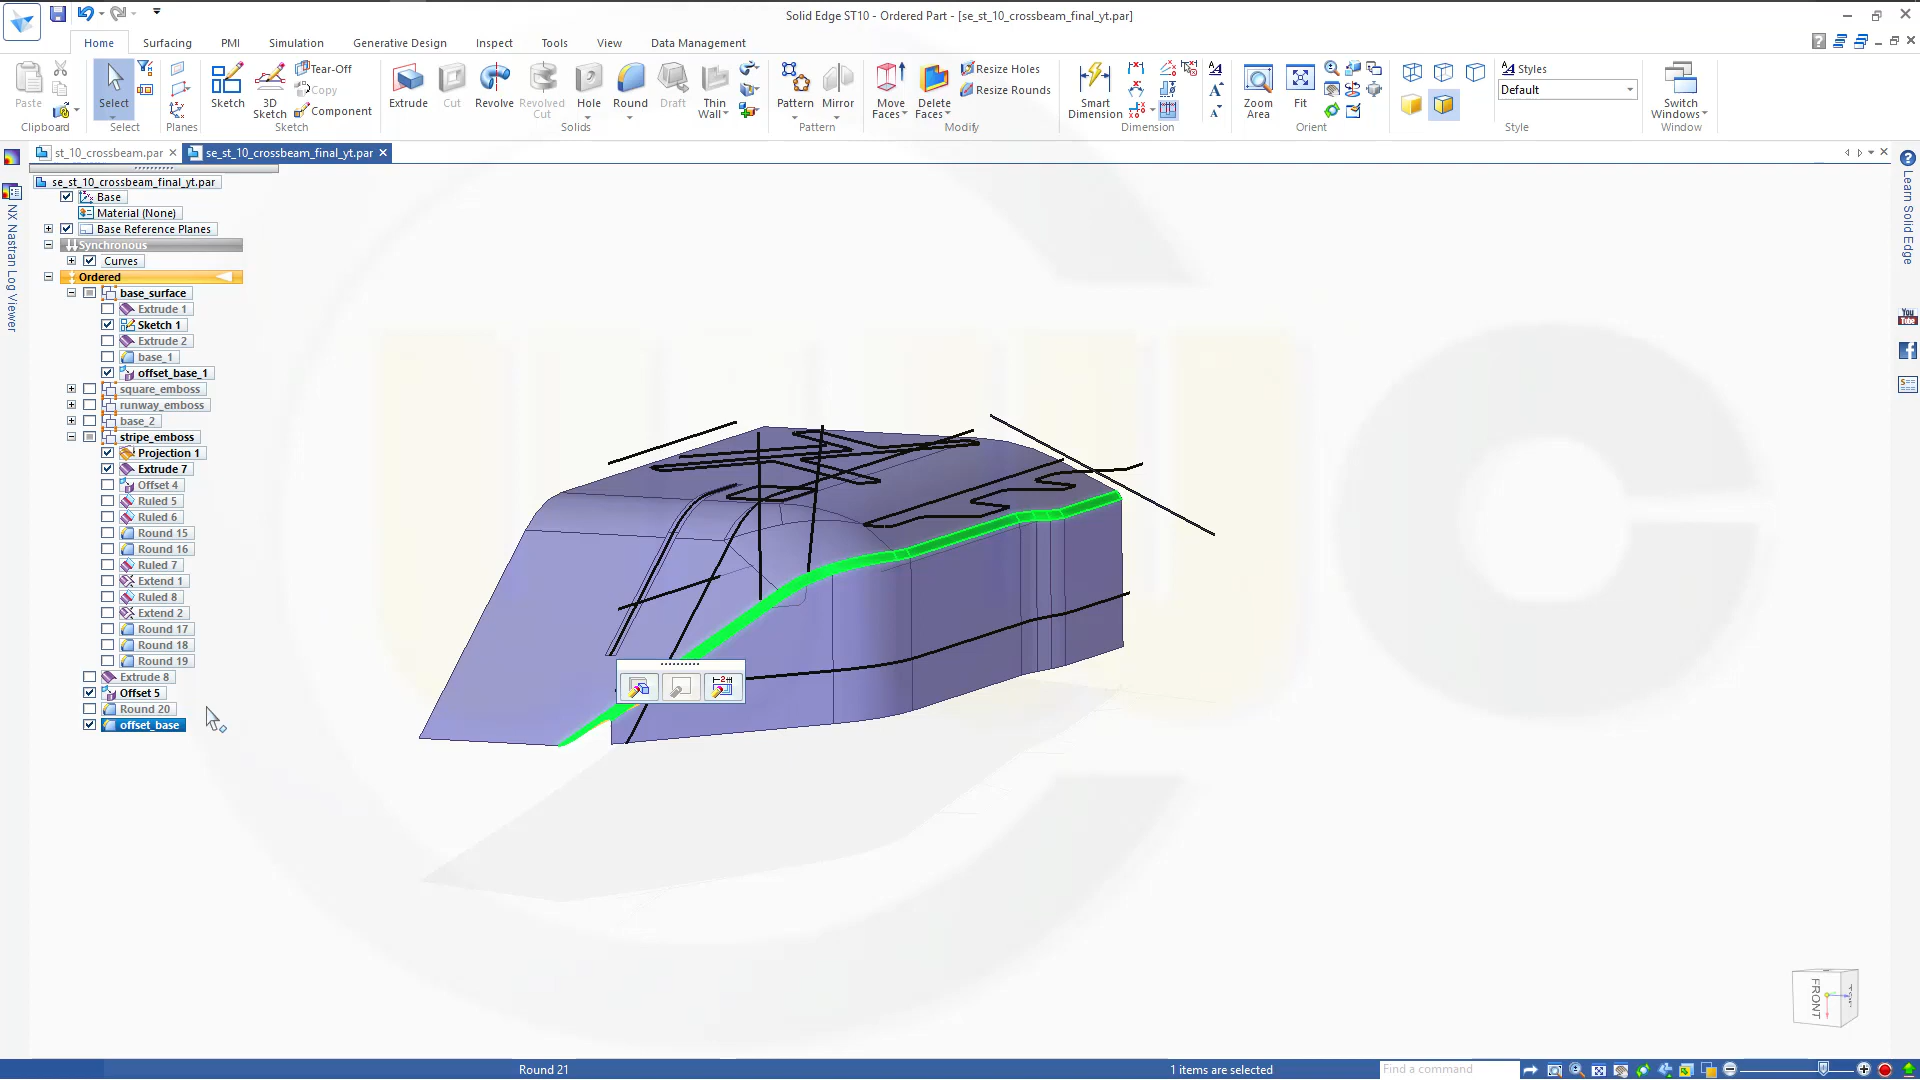 Solid Edge ST10 - Ordered Part - [se_st_10_crossbeam_final_yt.par]
Home
Surfacing
PMI
Simulation
Generative Design
Inspect
Tools
View
Data Management
Paste
Clipboard
Select
Select
Planes
Sketch
3D Sketch
Tear-Off
Copy
Component
Sketch
Extrude
Cut
Revolve
Revolved Cut
Hole
Round
Draft
Thin Wall
Solids
Pattern
Mirror
Pattern
Move Faces
Delete Faces
Resize Holes
Resize Rounds
Modify
Smart Dimension
Dimension
Zoom Area
Fit
Orient
Styles
Default
Style
Switch Windows
Window
st_10_crossbeam.par
se_st_10_crossbeam_final_yt.par
se_st_10_crossbeam_final_yt.par
Base
Material (None)
Base Reference Planes
Synchronous
Curves
Ordered
base_surface
Extrude 1
Sketch 1
Extrude 2
base_1
offset_base_1
square_emboss
runway_emboss
base_2
stripe_emboss
Projection 1
Extrude 7
Offset 4
Ruled 5
Ruled 6
Round 15
Round 16
Ruled 7
Extend 1
Ruled 8
Extend 2
Round 17
Round 18
Round 19
Extrude 8
Offset 5
Round 20
offset_base
NX Nastran Log Viewer
Learn Solid Edge
You
Tube
FRONT
Round 21
1 items are selected
Find a command